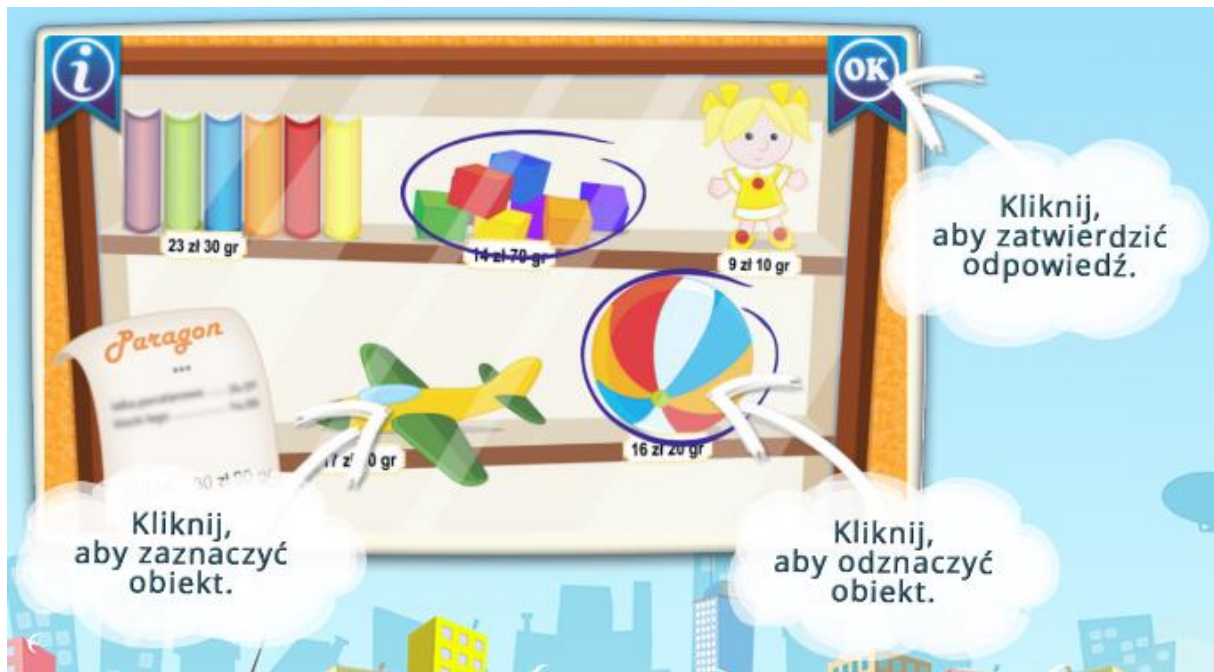 i
OK
23 zł 30 gr
14 zł 70 gr
9 zł 10 gr
Kliknij,
aby zatwierdzić
odpowiedź.
Paragon
***
16 zł 20 gr
Kliknij,
aby zaznaczyć
obiekt.
Kliknij,
aby odznaczyć
obiekt.